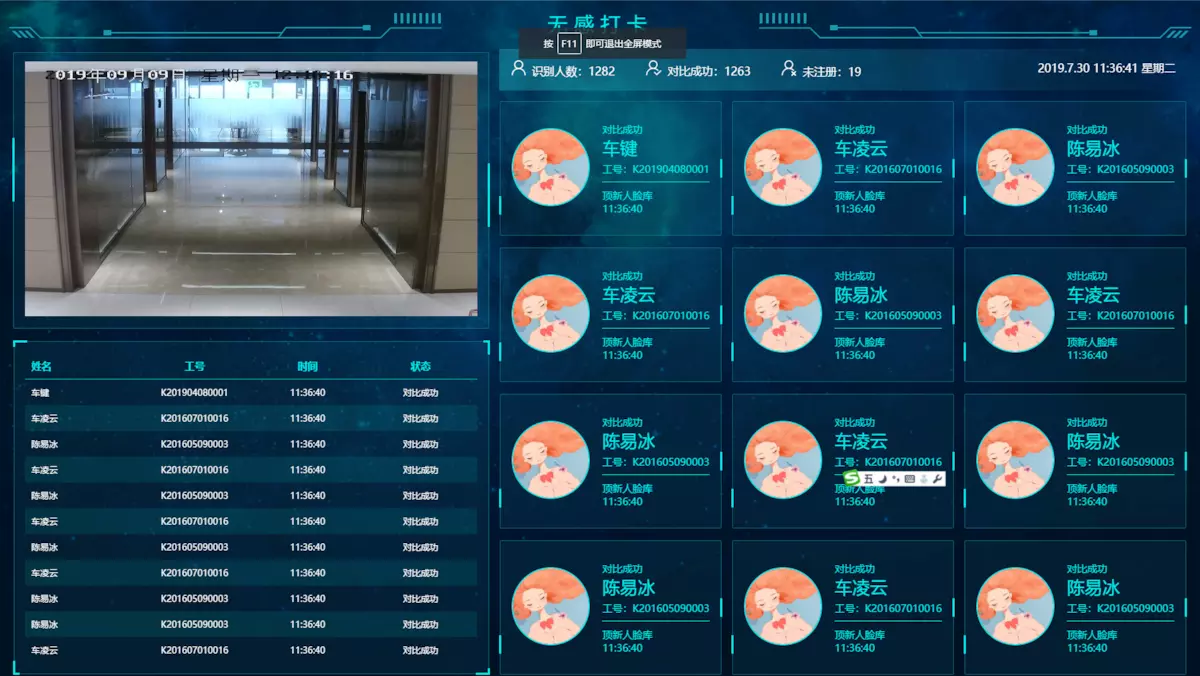 无感打卡
按 F11 即可退出全屏模式
识别人数：1282 对比成功：1263 未注册：19
2019.7.30 11:36:41 星期二
2019年09月09日 星期一
对比成功
车键
工号：K201904080001
顶新人脸库
11:36:40
对比成功
车凌云
工号：K201607010016
顶新人脸库
11:36:40
对比成功
陈易冰
工号：K201605090003
顶新人脸库
11:36:40
对比成功
车凌云
工号：K201607010016
顶新人脸库
11:36:40
对比成功
陈易冰
工号：K201605090003
顶新人脸库
11:36:40
对比成功
车凌云
工号：K201607010016
顶新人脸库
11:36:40
对比成功
陈易冰
工号：K201605090003
顶新人脸库
11:36:40
对比成功
车凌云
工号：K201607010016
五
顶新人脸库
11:36:40
对比成功
陈易冰
工号：K201605090003
顶新人脸库
11:36:40
对比成功
陈易冰
工号：K201605090003
顶新人脸库
11:36:40
对比成功
车凌云
工号：K201607010016
顶新人脸库
11:36:40
对比成功
陈易冰
工号：K201605090003
顶新人脸库
11:36:40
姓名 工号 时间 状态
车键 K201904080001 11:36:40 对比成功
车凌云 K201607010016 11:36:40 对比成功
陈易冰 K201605090003 11:36:40 对比成功
车凌云 K201607010016 11:36:40 对比成功
陈易冰 K201605090003 11:36:40 对比成功
车凌云 K201607010016 11:36:40 对比成功
陈易冰 K201605090003 11:36:40 对比成功
车凌云 K201607010016 11:36:40 对比成功
陈易冰 K201605090003 11:36:40 对比成功
陈易冰 K201605090003 11:36:40 对比成功
车凌云 K201607010016 11:36:40 对比成功